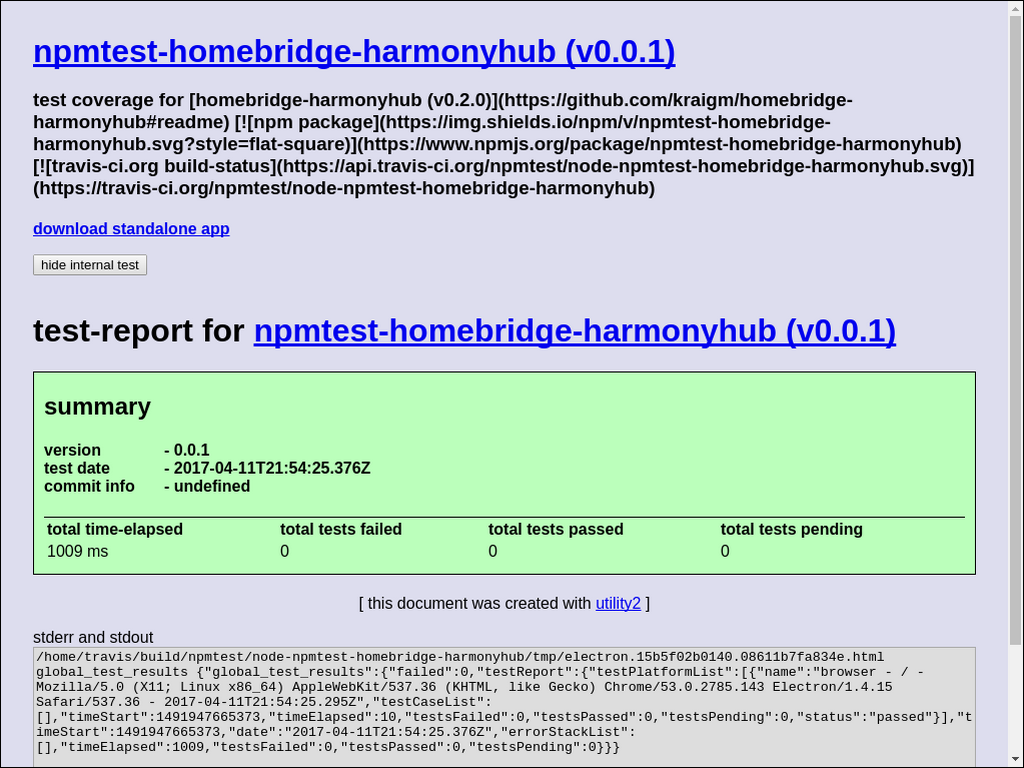 npmtest-homebridge-harmonyhub (v0.0.1)
test coverage for [homebridge-harmonyhub (v0.2.0)](https://github.com/kraigm/homebridge-
harmonyhub#readme) [![npm package](https://img.shields.io/npm/v/npmtest-homebridge-
harmonyhub.svg?style=flat-square)](https://www.npmjs.org/package/npmtest-homebridge-harmonyhub)
[![travis-ci.org build-status](https://api.travis-ci.org/npmtest/node-npmtest-homebridge-harmonyhub.svg)]
(https://travis-ci.org/npmtest/node-npmtest-homebridge-harmonyhub)
download standalone app
hide internal test
test-report for npmtest-homebridge-harmonyhub (v0.0.1)
summary
version - 0.0.1
test date - 2017-04-11T21:54:25.376Z
commit info - undefined
total time-elapsed total tests failed total tests passed total tests pending
1009 ms 0 0 0
[ this document was created with utility2 ]
stderr and stdout
/home/travis/build/npmtest/node-npmtest-homebridge-harmonyhub/tmp/electron.15b5f02b0140.08611b7fa834e.html
global_test_results {"global_test_results":{"failed":0,"testReport":{"testPlatformList":[{"name":"browser - / -
Mozilla/5.0 (X11; Linux x86_64) AppleWebKit/537.36 (KHTML, like Gecko) Chrome/53.0.2785.143 Electron/1.4.15
Safari/537.36 - 2017-04-11T21:54:25.295Z","testCaseList":
[],"timeStart":1491947665373,"timeElapsed":10,"testsFailed":0,"testsPassed":0,"testsPending":0,"status":"passed"}],"t
imeStart":1491947665373,"date":"2017-04-11T21:54:25.376Z","errorStackList":
[],"timeElapsed":1009,"testsFailed":0,"testsPassed":0,"testsPending":0}}}